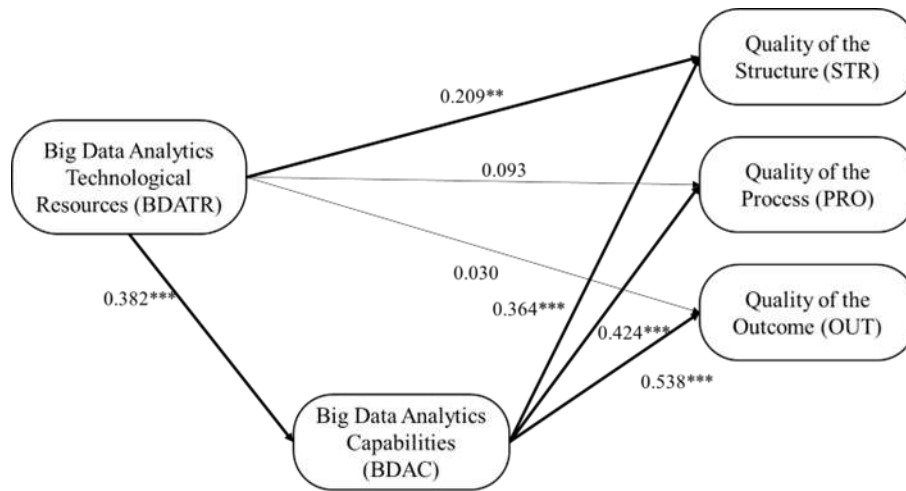 Quality of the
Structure (STR)
0.209**
Big Data Analytics
Technological
Resources (BDATR)
0.093
Quality of the
Process (PRO)
0.030
0.382***
0.364***
Quality of the
Outcome (OUT)
0.424***
0.538***
Big Data Analytics
Capabilities
(BDAC)